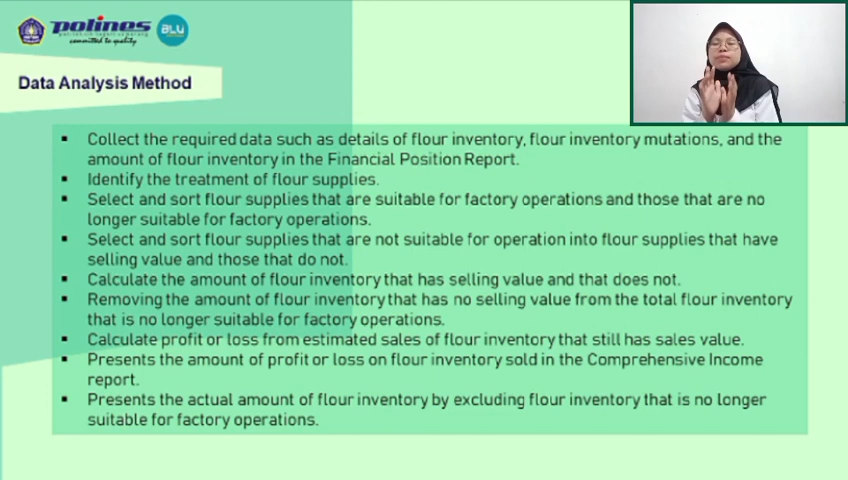 polines
committed to quality
BLU
Data Analysis Method
▪ Collect the required data such as details of flour inventory, flour inventory mutations, and the
amount of flour inventory in the Financial Position Report.
▪ Identify the treatment of flour supplies.
▪ Select and sort flour supplies that are suitable for factory operations and those that are no
longer suitable for factory operations.
▪ Select and sort flour supplies that are not suitable for operation into flour supplies that have
selling value and those that do not.
▪ Calculate the amount of flour inventory that has selling value and that does not.
▪ Removing the amount of flour inventory that has no selling value from the total flour inventory
that is no longer suitable for factory operations.
▪ Calculate profit or loss from estimated sales of flour inventory that still has sales value.
▪ Presents the amount of profit or loss on flour inventory sold in the Comprehensive Income
report.
▪ Presents the actual amount of flour inventory by excluding flour inventory that is no longer
suitable for factory operations.